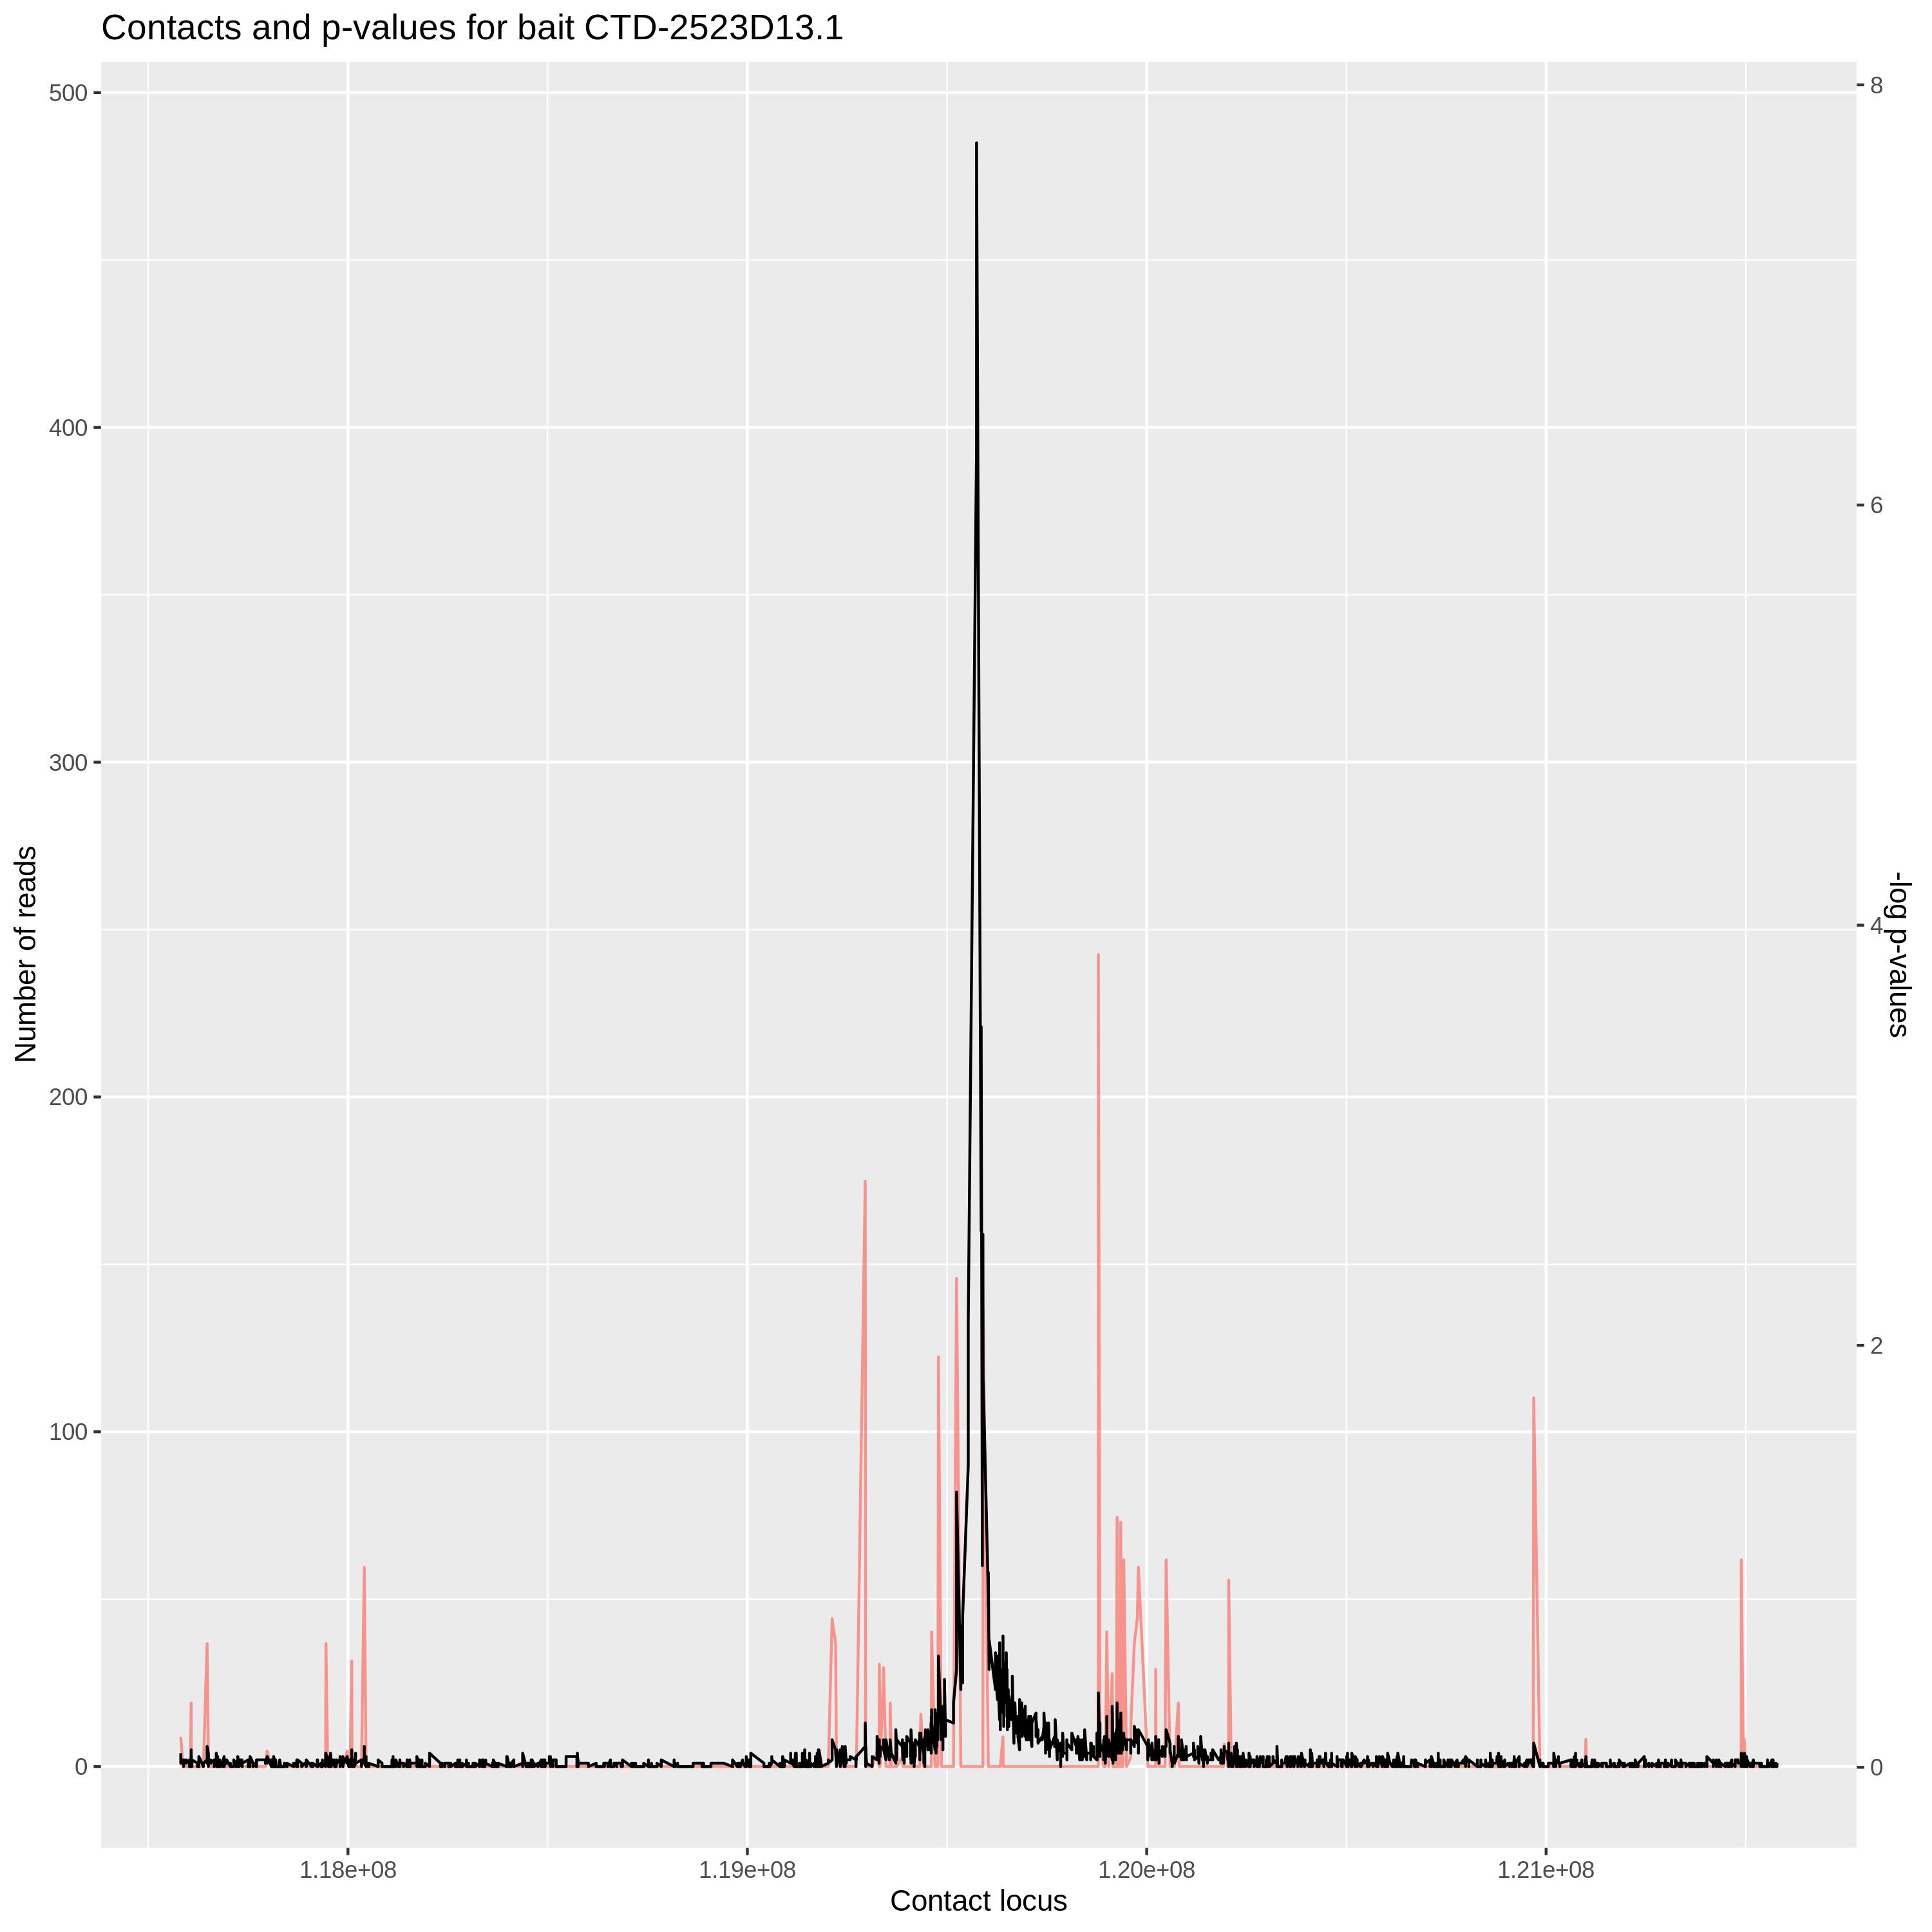 Contacts and p-values for bait CTD-2523D13.1
500
400
300
200
100
0
Number of reads
8
6
4
2
0
-log p-values
1.18e+08
1.19e+08
1.20e+08
1.21e+08
Contact locus